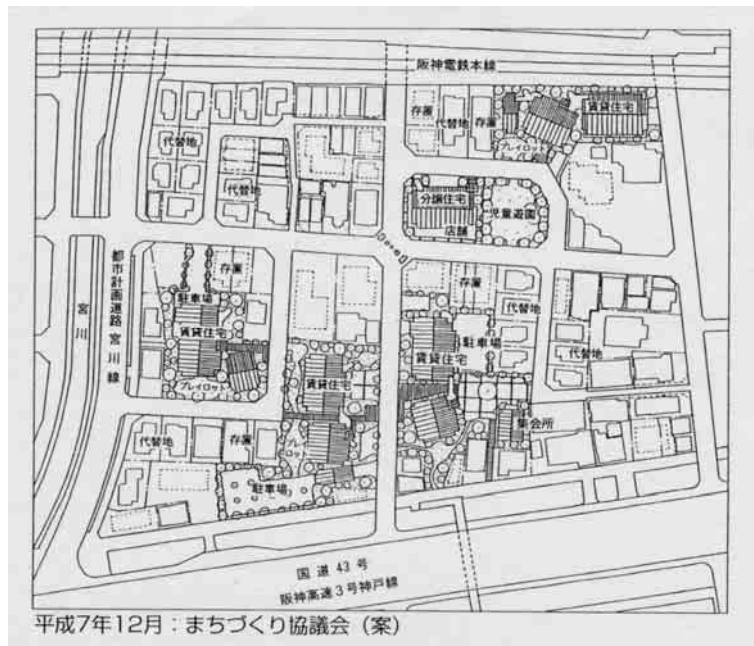 阪神電鉄本線
賃貸住宅
存置
代替地
存置
プレイロット
代替地
代替地
分譲住宅
児童遊園
店舗
存置
駐車場
賃貸住宅
プレイロット
都市計画道路 宮川線
宮川
存置
代替地
駐車場
賃貸住宅
代替地
賃貸住宅
集会所
代替地
存置
プレイロット
駐車場
国道43号
阪神高速3号神戸線
平成7年12月：まちづくり協議会（案）